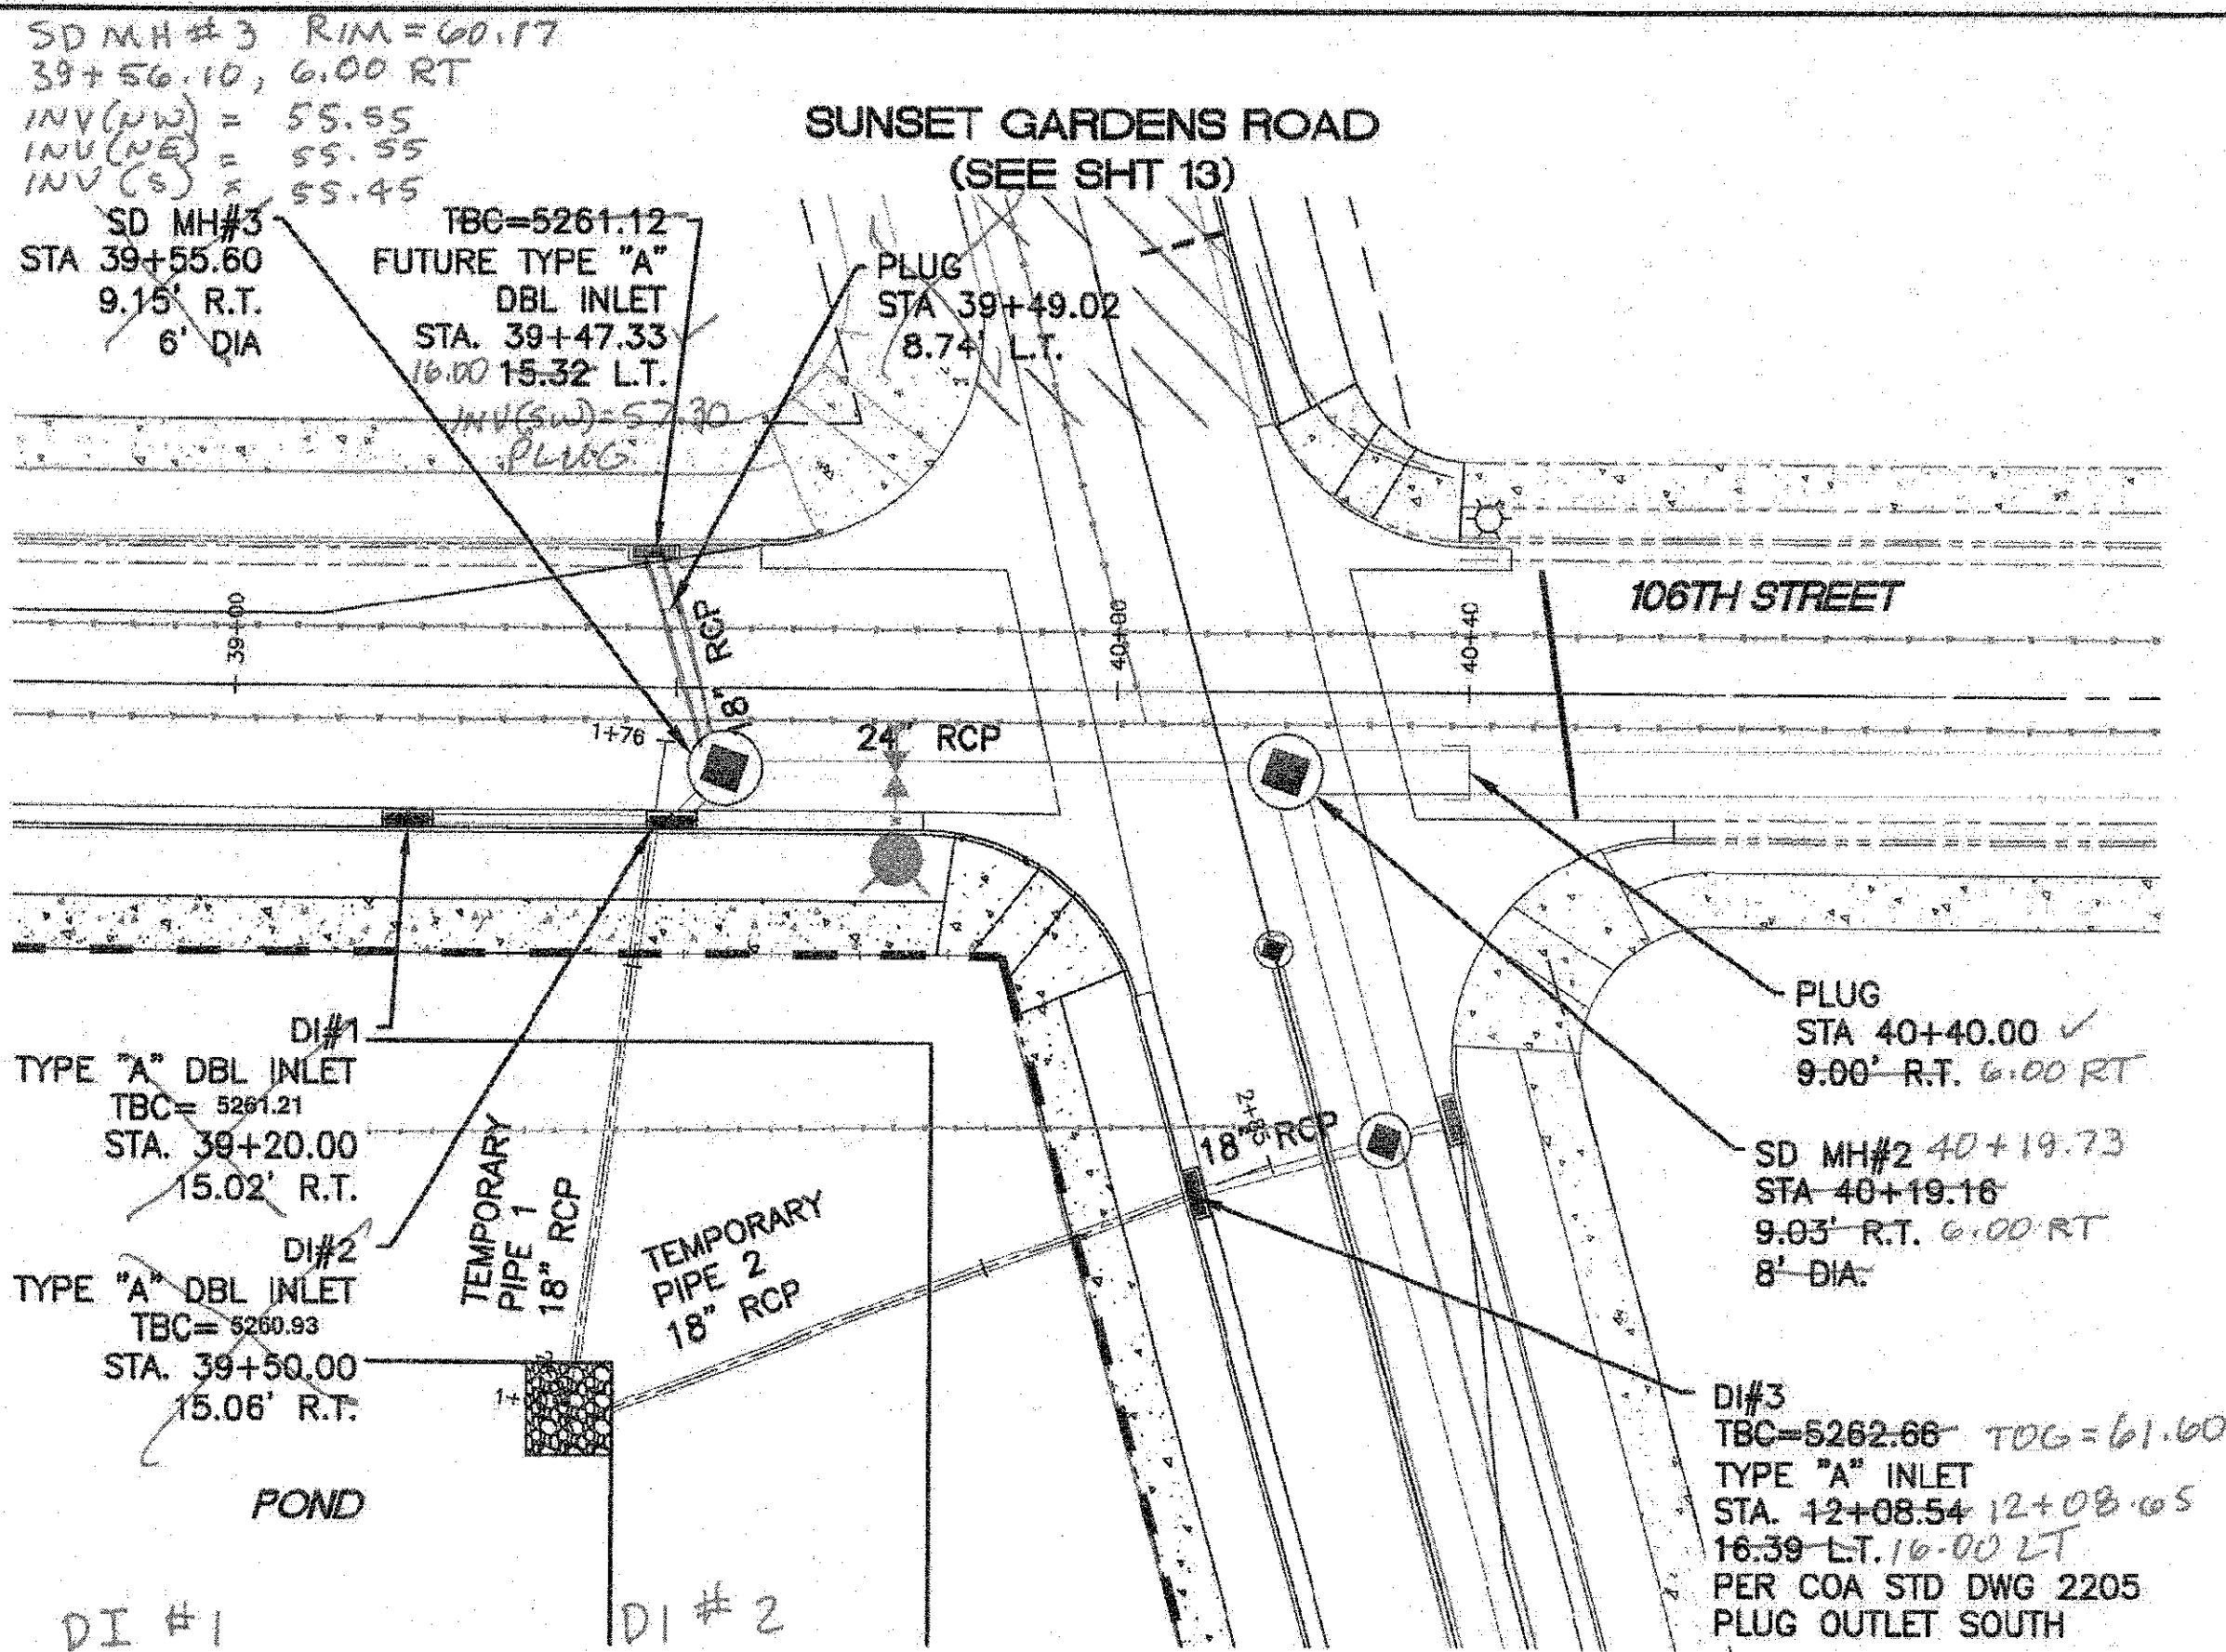 SD MH #3 RIM = 60.17
39+56.10, 6.00 RT
INV(NW) = 55.55
INV(NE) = 55.55
INV (S) = 55.45
SUNSET GARDENS ROAD
(SEE SHT 13)
SD MH#3
STA 39+55.60
9.15' R.T.
6' DIA
TBC=5261.12
FUTURE TYPE "A"
DBL INLET
STA. 39+47.33
16.00 15.32 L.T.
INV(SW)=57.30
PLUG
PLUG
STA 39+49.02
8.74' L.T.
106TH STREET
39+00
40+00
40+40
18" RCP
24" RCP
1+76
DI#1
TYPE "A" DBL INLET
TBC= 5261.21
STA. 39+20.00
15.02' R.T.
DI#2
TYPE "A" DBL INLET
TBC= 5260.93
STA. 39+50.00
15.06' R.T.
TEMPORARY
PIPE 1
18" RCP
TEMPORARY
PIPE 2
18" RCP
18" RCP
1+
POND
PLUG
STA 40+40.00 ✓
9.00' R.T. 6.00 RT
SD MH#2 40+19.73
STA 40+19.16
9.03' R.T. 6.00 RT
8' DIA.
DI#3
TBC=5262.66 TOG=61.60
TYPE "A" INLET
STA. 12+08.54 12+08.65
16.39 L.T. 16.00 LT
PER COA STD DWG 2205
PLUG OUTLET SOUTH
DI #1
DI #2